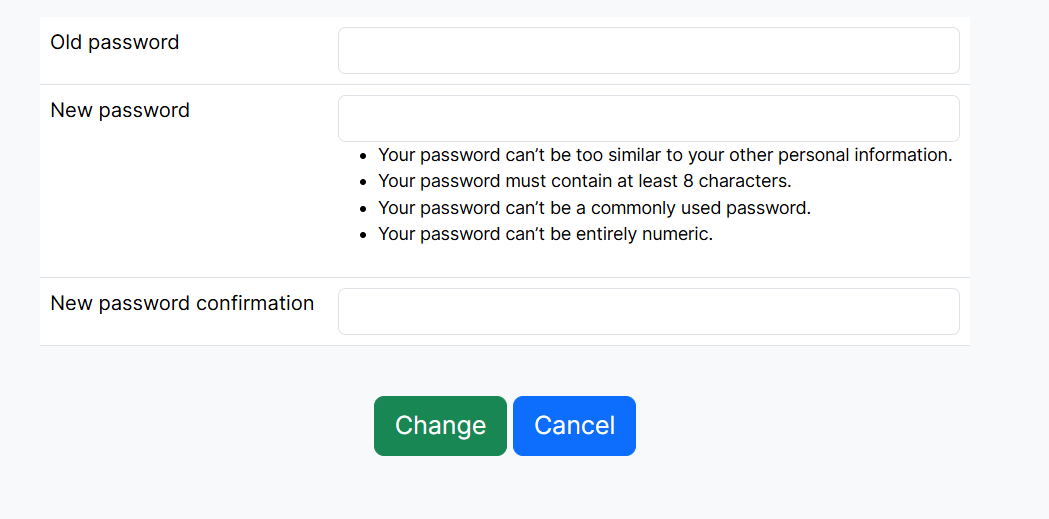 Old password
New password
Your password can’t be too similar to your other personal information.
Your password must contain at least 8 characters.
Your password can’t be a commonly used password.
Your password can’t be entirely numeric.
New password confirmation
Change Cancel